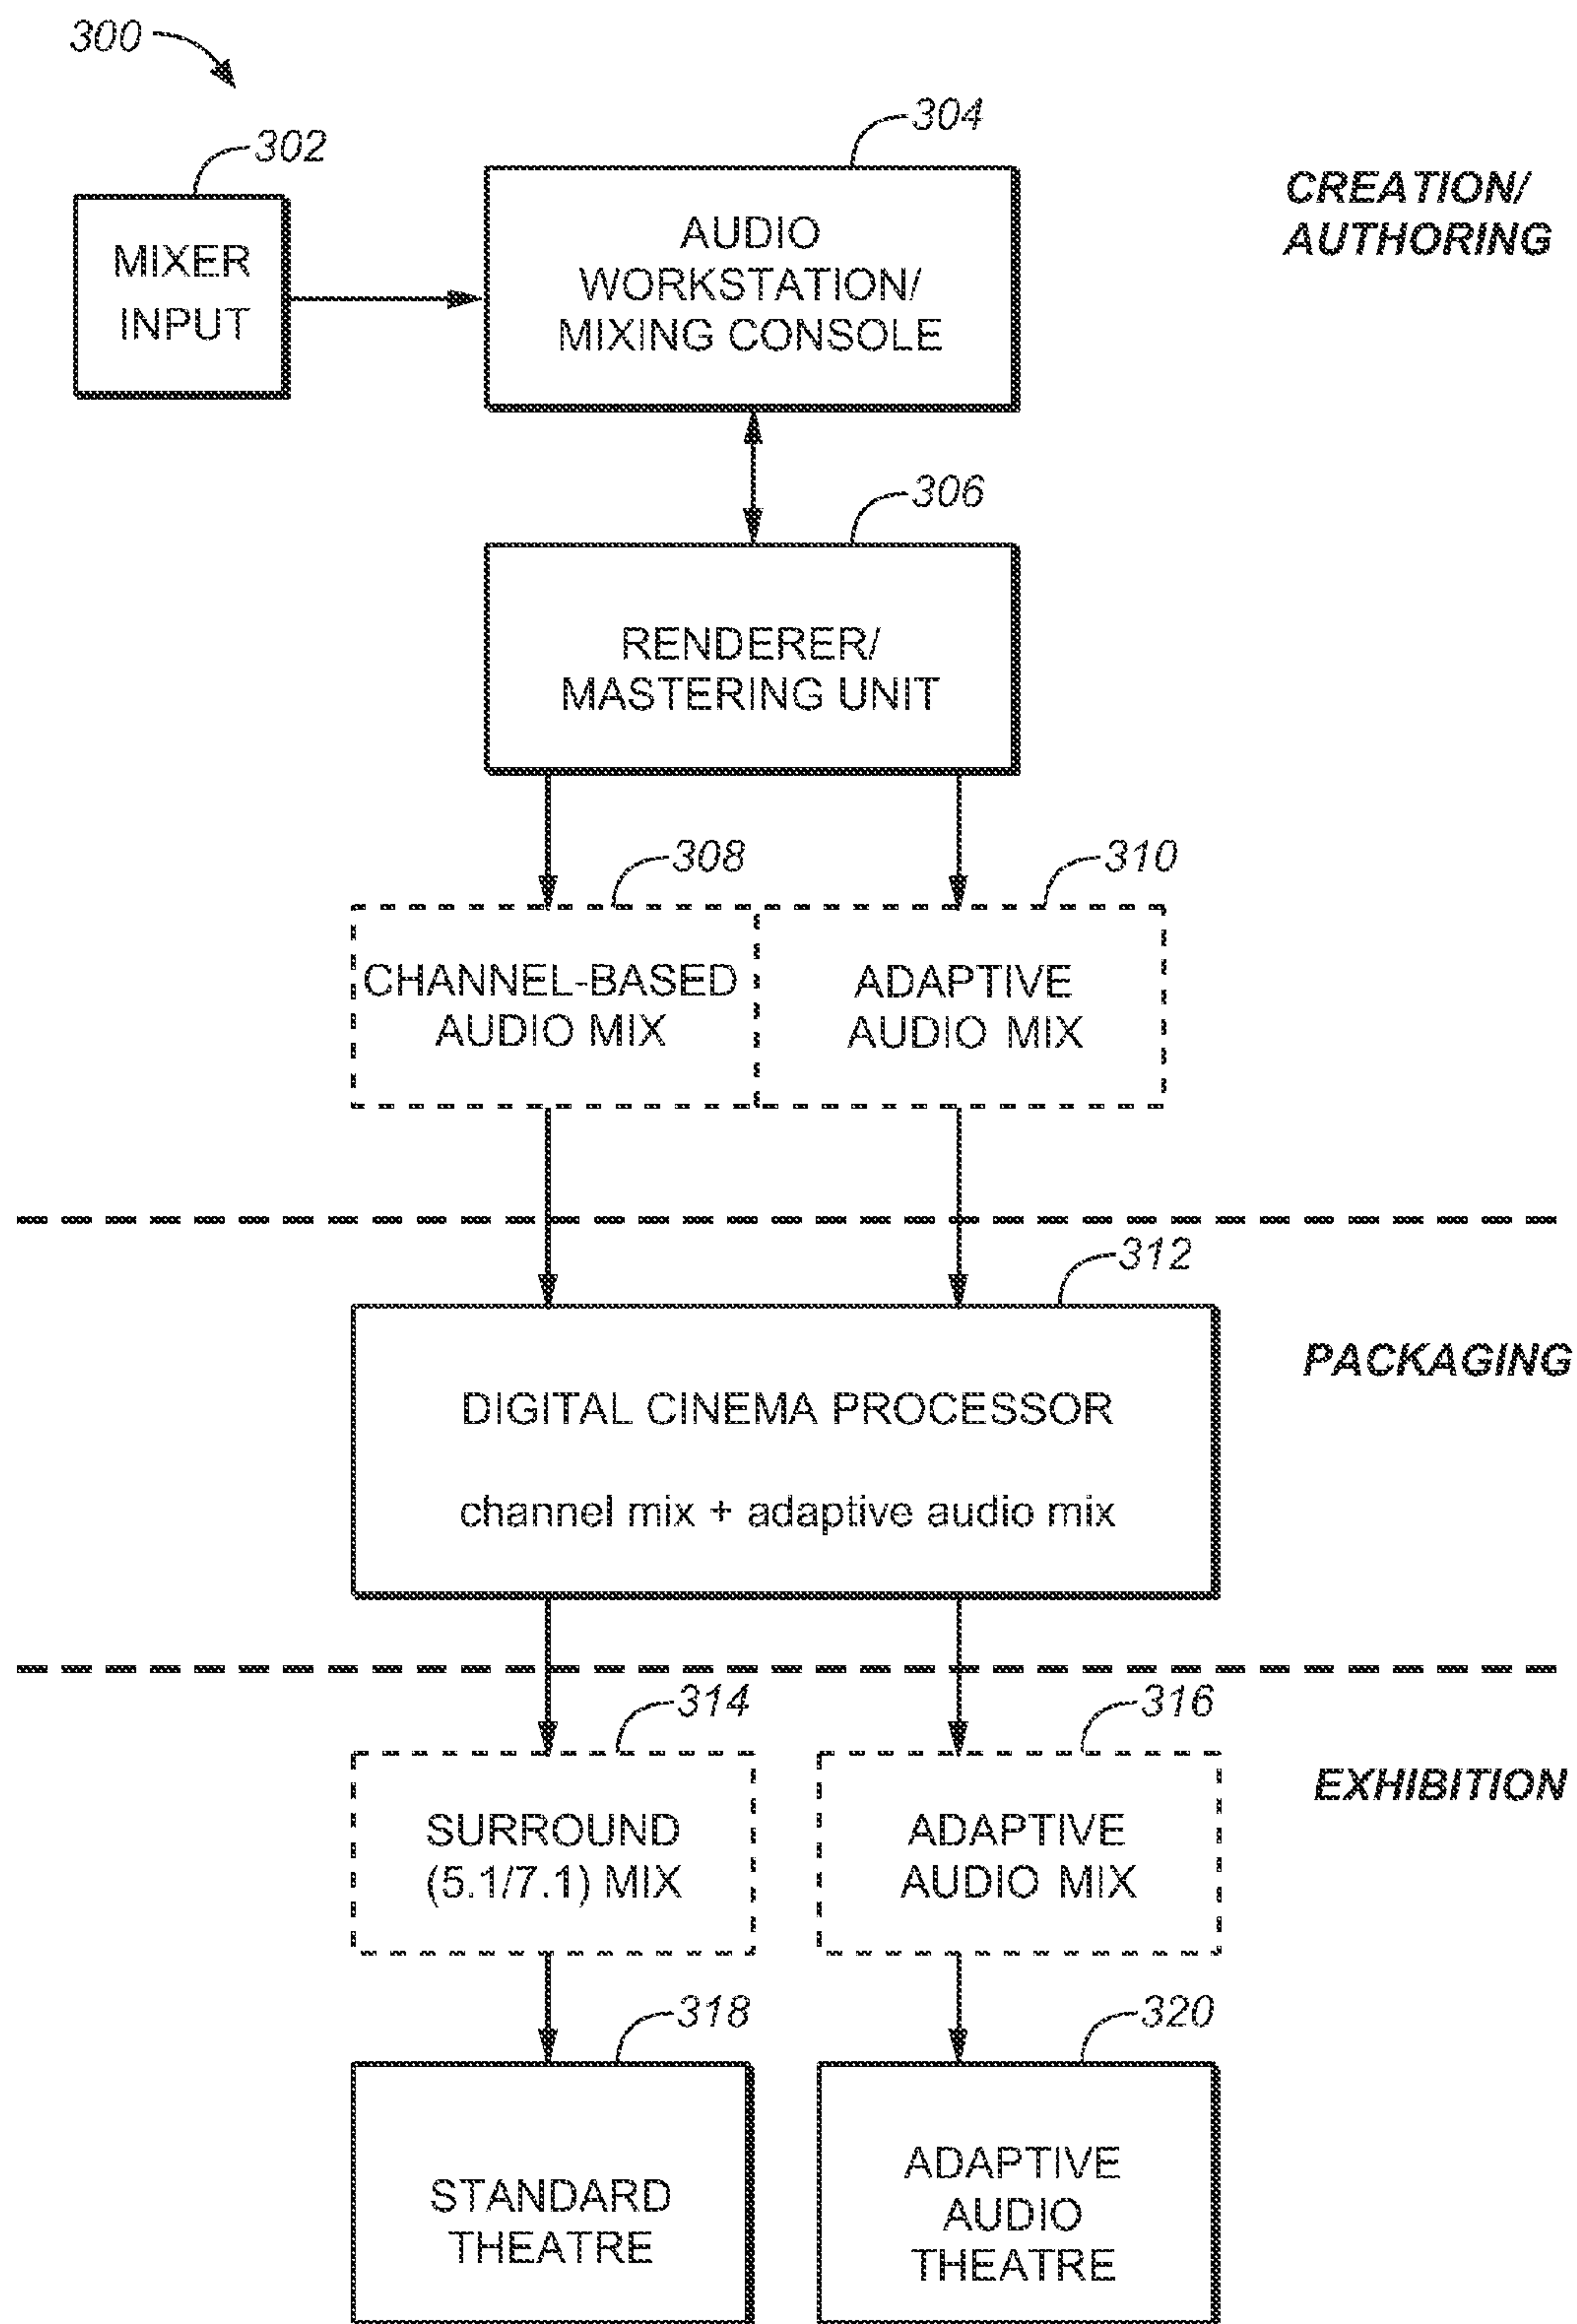 300
302
304
MIXER
INPUT
AUDIO
WORKSTATION/
MIXING CONSOLE
CREATION/
AUTHORING
306
RENDERER/
MASTERING UNIT
308
310
CHANNEL-BASED
AUDIO MIX
ADAPTIVE
AUDIO MIX
312
DIGITAL CINEMA PROCESSOR
channel mix + adaptive audio mix
PACKAGING
314
316
SURROUND
(5.1/7.1) MIX
ADAPTIVE
AUDIO MIX
EXHIBITION
318
320
STANDARD
THEATRE
ADAPTIVE
AUDIO
THEATRE